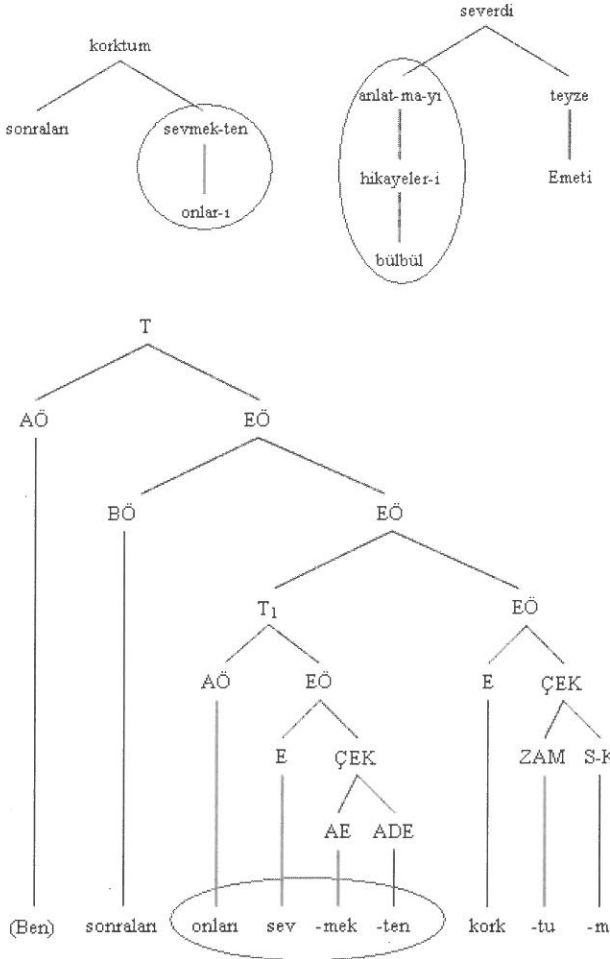 severdi
korktum
sonraları sevmek-ten anlat-ma-yı teyze
onlar-ı hikayeler-i Emeti
bülbül
T
AÖ EÖ
BÖ EÖ
T1 EÖ
AÖ EÖ E ÇEK
E ÇEK ZAM S-K
AE ADE
(Ben) sonraları onları sev -mek -ten kork -tu -m